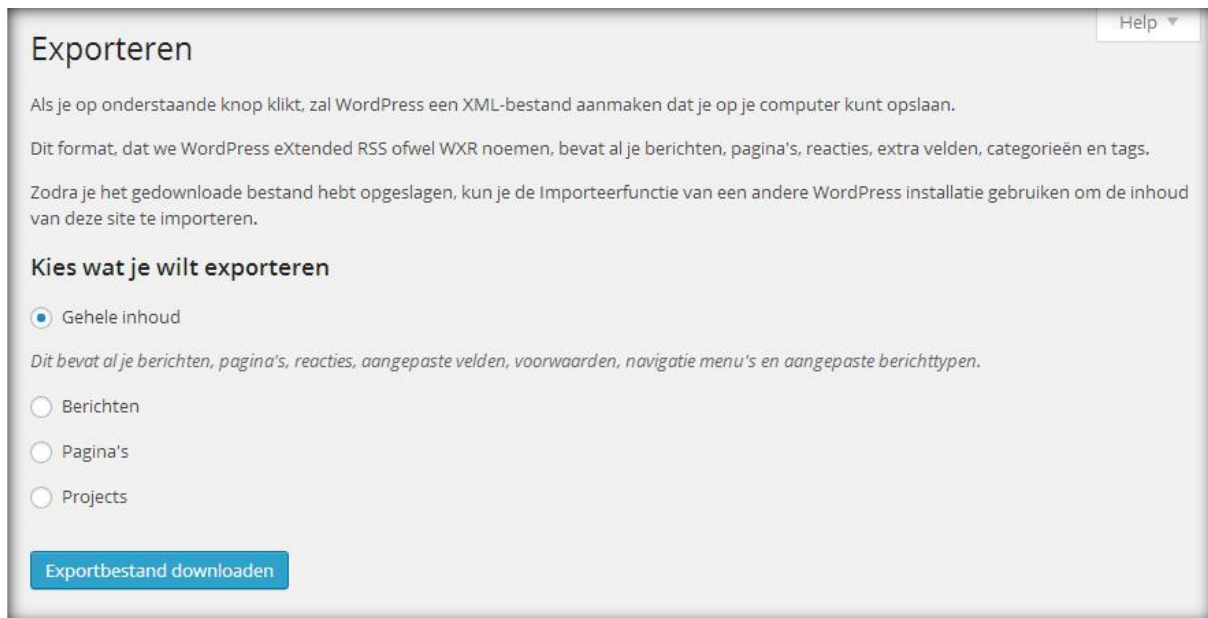 Help
Exporteren
Als je op onderstaande knop klikt, zal WordPress een XML-bestand aanmaken dat je op je computer kunt opslaan.
Dit format, dat we WordPress eXtended RSS ofwel WXR noemen, bevat al je berichten, pagina's, reacties, extra velden, categorieën en tags.
Zodra je het gedownloade bestand hebt opgeslagen, kun je de Importeerfunctie van een andere WordPress installatie gebruiken om de inhoud
van deze site te importeren.
Kies wat je wilt exporteren
Gehele inhoud
Dit bevat al je berichten, pagina's, reacties, aangepaste velden, voorwaarden, navigatie menu's en aangepaste berichttypen.
Berichten
Pagina's
Projects
Exportbestand downloaden